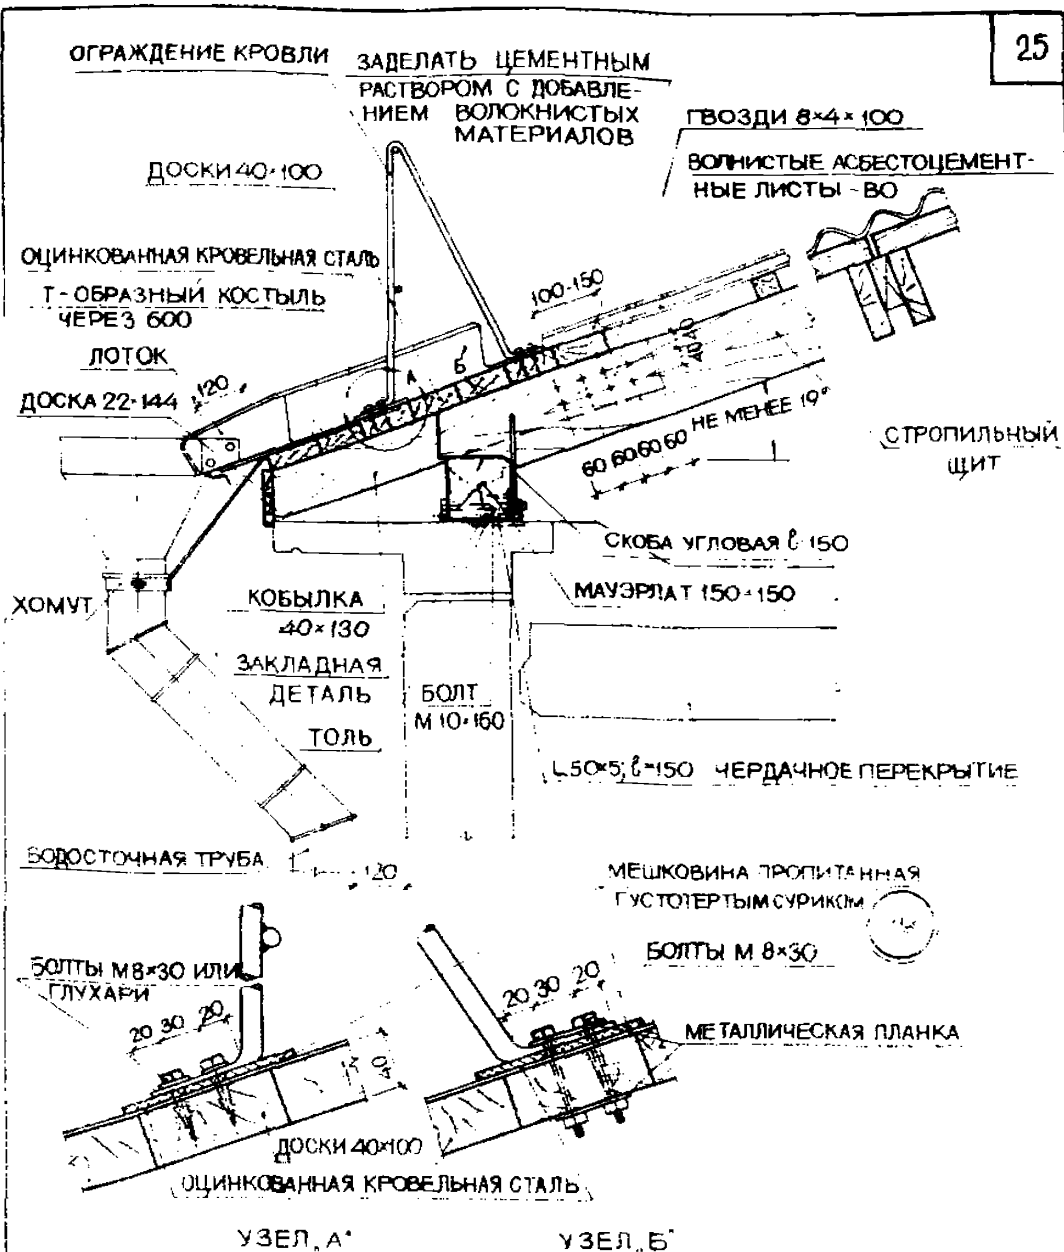 25
ОГРАЖДЕНИЕ КРОВЛИ
ЗАДЕЛАТЬ ЦЕМЕНТНЫМ
РАСТВОРОМ С ДОБАВЛЕ-
НИЕМ ВОЛОКНИСТЫХ
МАТЕРИАЛОВ
ГВОЗДИ 8×4×100
ВОЛНИСТЫЕ АСБЕСТОЦЕМЕНТ-
НЫЕ ЛИСТЫ - ВО
ДОСКИ 40×100
ОЦИНКОВАННАЯ КРОВЕЛЬНАЯ СТАЛЬ
Т-ОБРАЗНЫЙ КОСТЫЛЬ
ЧЕРЕЗ 600
ЛОТОК
ДОСКА 22×144
120
А
Б
100-150
40 40
60 60 60 60
НЕ МЕНЕЕ 19°
СТРОПИЛЬНЫЙ
ЩИТ
СКОБА УГЛОВАЯ ℓ 150
МАУЭРЛАТ 150×150
ХОМУТ
КОБЫЛКА
40×130
ЗАКЛАДНАЯ
ДЕТАЛЬ
ТОЛЬ
БОЛТ
М 10×160
L50×5; ℓ=150
ЧЕРДАЧНОЕ ПЕРЕКРЫТИЕ
ВОДОСТОЧНАЯ ТРУБА
120
МЕШКОВИНА ПРОПИТАННАЯ
ГУСТОТЕРТЫМ СУРИКОМ
БОЛТЫ М 8×30
БОЛТЫ М8×30 ИЛИ
ГЛУХАРИ
20 30 20
40
20 30 20
МЕТАЛЛИЧЕСКАЯ ПЛАНКА
ДОСКИ 40×100
ОЦИНКОВАННАЯ КРОВЕЛЬНАЯ СТАЛЬ
УЗЕЛ „А"
УЗЕЛ „Б"